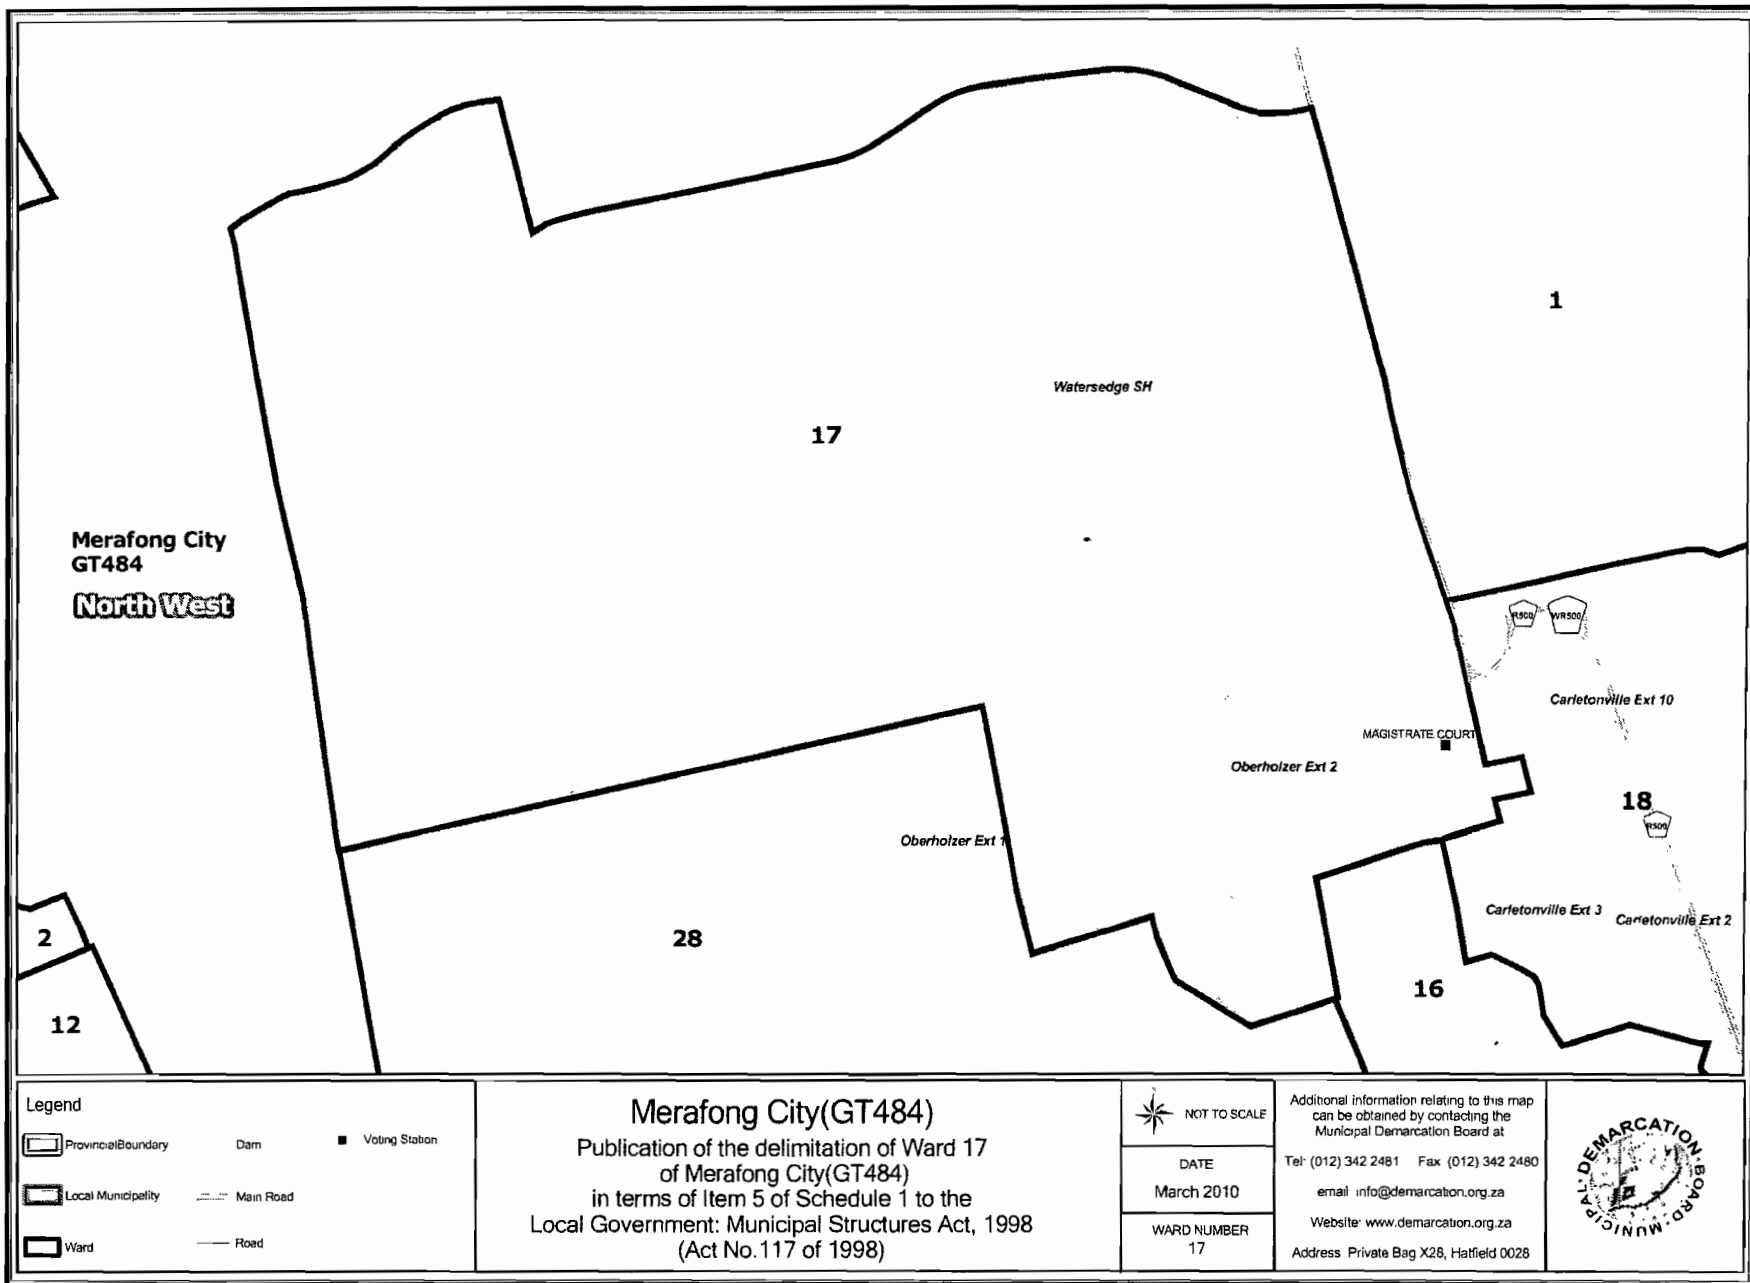 1
Watersedge SH
17
Merafong City
GT484
North West
R500
WR500
Carletonville Ext 10
MAGISTRATE COURT
Oberholzer Ext 2
18
R500
Oberholzer Ext 1
Carletonville Ext 3
Carletonville Ext 2
2
28
16
12
Legend
ProvincialBoundary
Dam
Voting Station
Local Municipality
Main Road
Ward
Road
Merafong City(GT484)
Publication of the delimitation of Ward 17
of Merafong City(GT484)
in terms of Item 5 of Schedule 1 to the
Local Government: Municipal Structures Act, 1998
(Act No.117 of 1998)
NOT TO SCALE
DATE
March 2010
WARD NUMBER
17
Additional information relating to this map
can be obtained by contacting the
Municipal Demarcation Board at
Tel: (012) 342 2481 Fax (012) 342 2480
email info@demarcation.org.za
Website: www.demarcation.org.za
Address Private Bag X28, Hatfield 0028
MUNICIPAL · DEMARCATION · BOARD